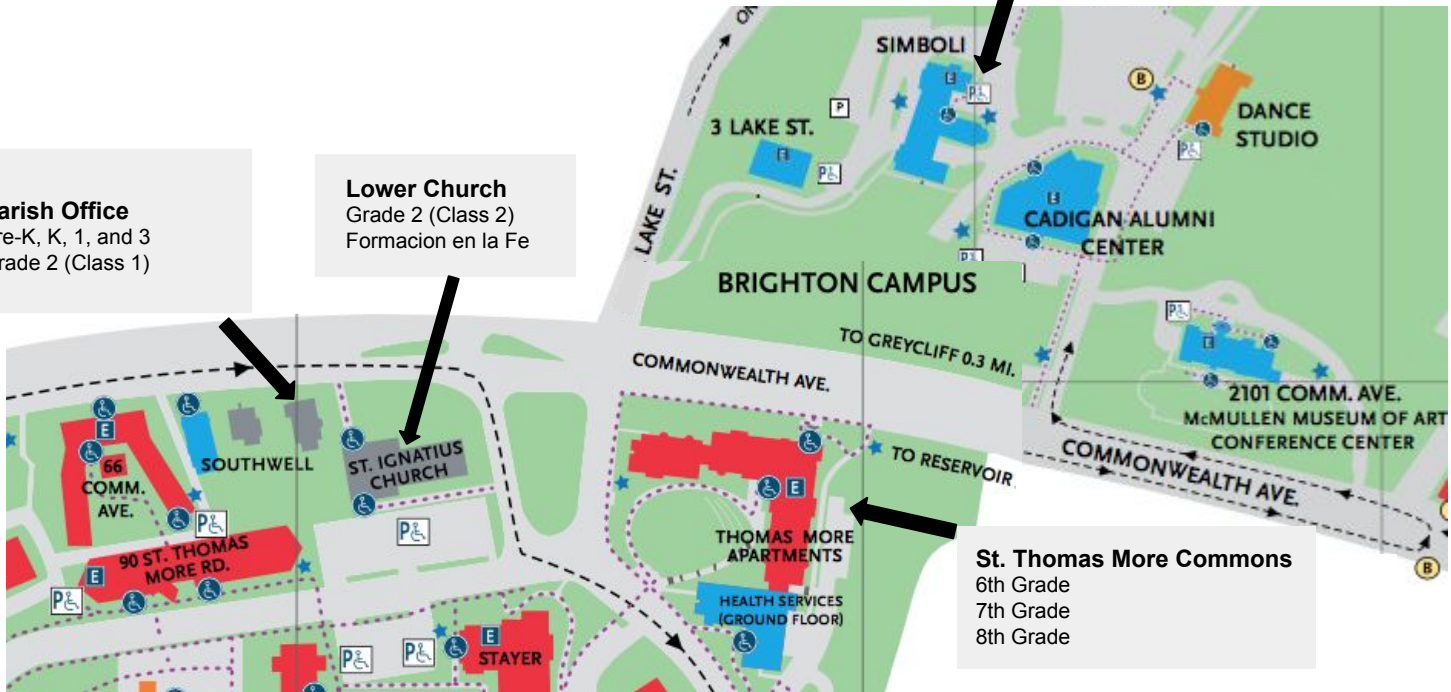 ON
SIMBOLI
E
P
B
P
3 LAKE ST.
E
P
DANCE
STUDIO
P
LAKE ST.
E
CADIGAN ALUMNI
CENTER
P
arish Office
re-K, K, 1, and 3
rade 2 (Class 1)
Lower Church
Grade 2 (Class 2)
Formacion en la Fe
BRIGHTON CAMPUS
TO GREYCLIFF 0.3 MI.
COMMONWEALTH AVE.
P
E
2101 COMM. AVE.
McMULLEN MUSEUM OF ART
CONFERENCE CENTER
COMMONWEALTH AVE.
B
E
66
COMM.
AVE.
SOUTHWELL
ST. IGNATIUS
CHURCH
P
P
90 ST. THOMAS
MORE RD.
E
P
TO RESERVOIR
E
THOMAS MORE
APARTMENTS
HEALTH SERVICES
(GROUND FLOOR)
St. Thomas More Commons
6th Grade
7th Grade
8th Grade
P
P
E
STAYER